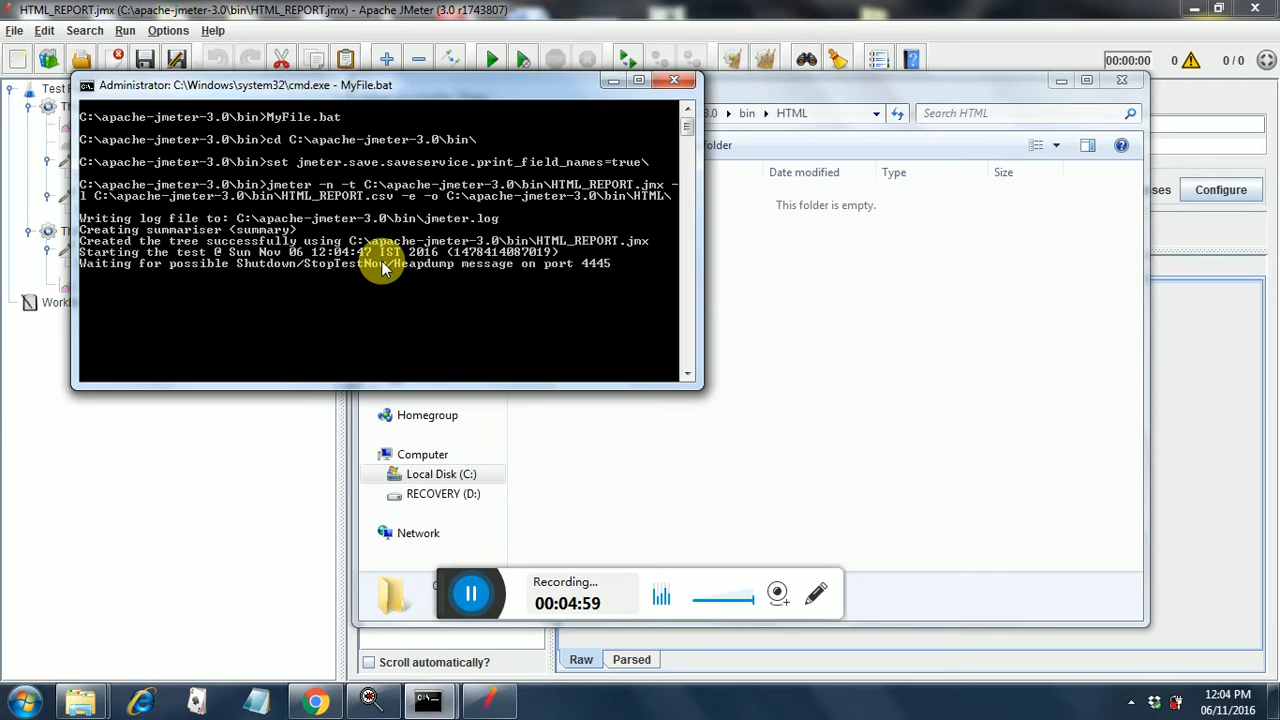 HTML_REPORT.jmx (C:\apache-jmeter-3.0\bin\HTML_REPORT.jmx) - Apache JMeter (3.0 r1743807)
File Edit Search Run Options Help
00:00:00 0 0 / 0
Administrator: C:\Windows\system32\cmd.exe - MyFile.bat
C:\apache-jmeter-3.0\bin>MyFile.bat
C:\apache-jmeter-3.0\bin>cd C:\apache-jmeter-3.0\bin\
C:\apache-jmeter-3.0\bin>set jmeter.save.saveservice.print_field_names=true\
C:\apache-jmeter-3.0\bin>jmeter -n -t C:\apache-jmeter-3.0\bin\HTML_REPORT.jmx -
l C:\apache-jmeter-3.0\bin\HTML_REPORT.csv -e -o C:\apache-jmeter-3.0\bin\HTML\
Writing log file to: C:\apache-jmeter-3.0\bin\jmeter.log
Creating summariser <summary>
Created the tree successfully using C:\apache-jmeter-3.0\bin\HTML_REPORT.jmx
Starting the test @ Sun Nov 06 12:04:47 IST 2016 (1478414087019)
Waiting for possible Shutdown/StopTestNow/Heapdump message on port 4445
3.0 bin HTML
Search HTML
folder
Date modified Type Size
This folder is empty.
Configure
Test
Th
Th
Homegroup
Computer
Local Disk (C:)
RECOVERY (D:)
Network
Recording...
00:04:59
Scroll automatically?
Raw Parsed
12:04 PM
06/11/2016